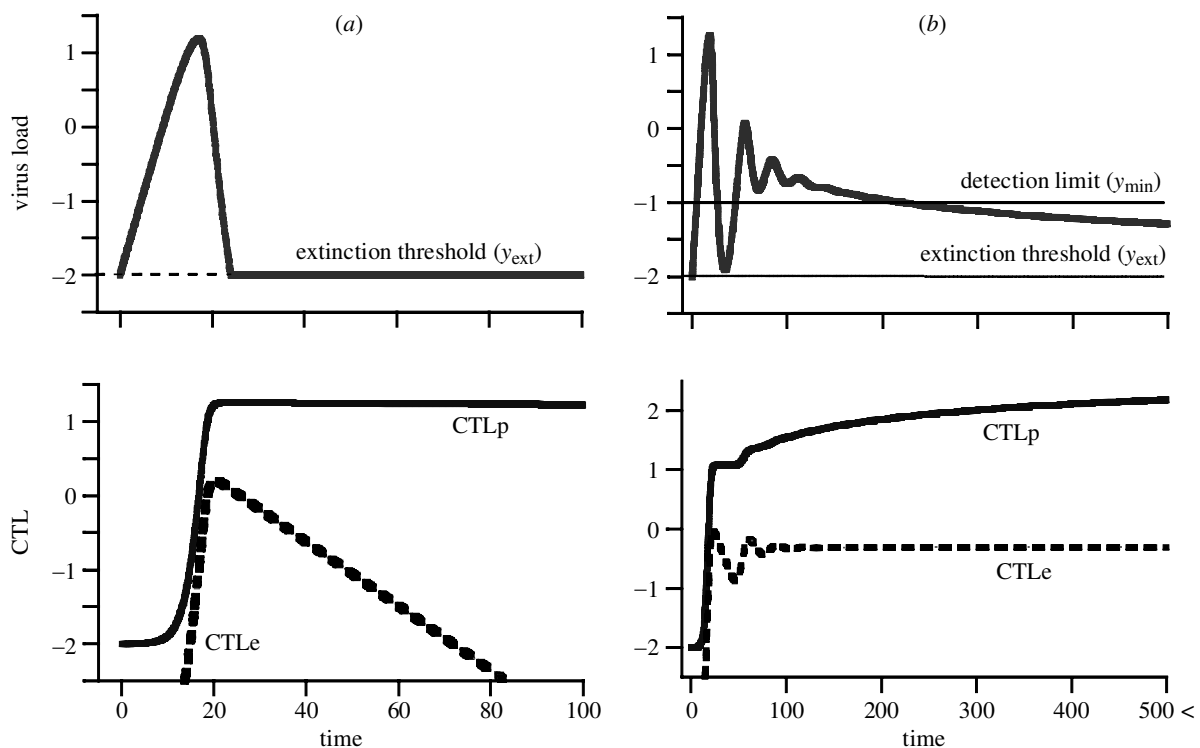 (a)
(b)
virus load
1
0
–1
–2
extinction threshold (yext)
1
0
–1
–2
detection limit (ymin)
extinction threshold (yext)
CTL
1
0
–1
–2
CTLp
CTLe
0
20
40
60
80
100
time
2
1
0
–1
–2
CTLp
CTLe
0
100
200
300
400
500 <
time